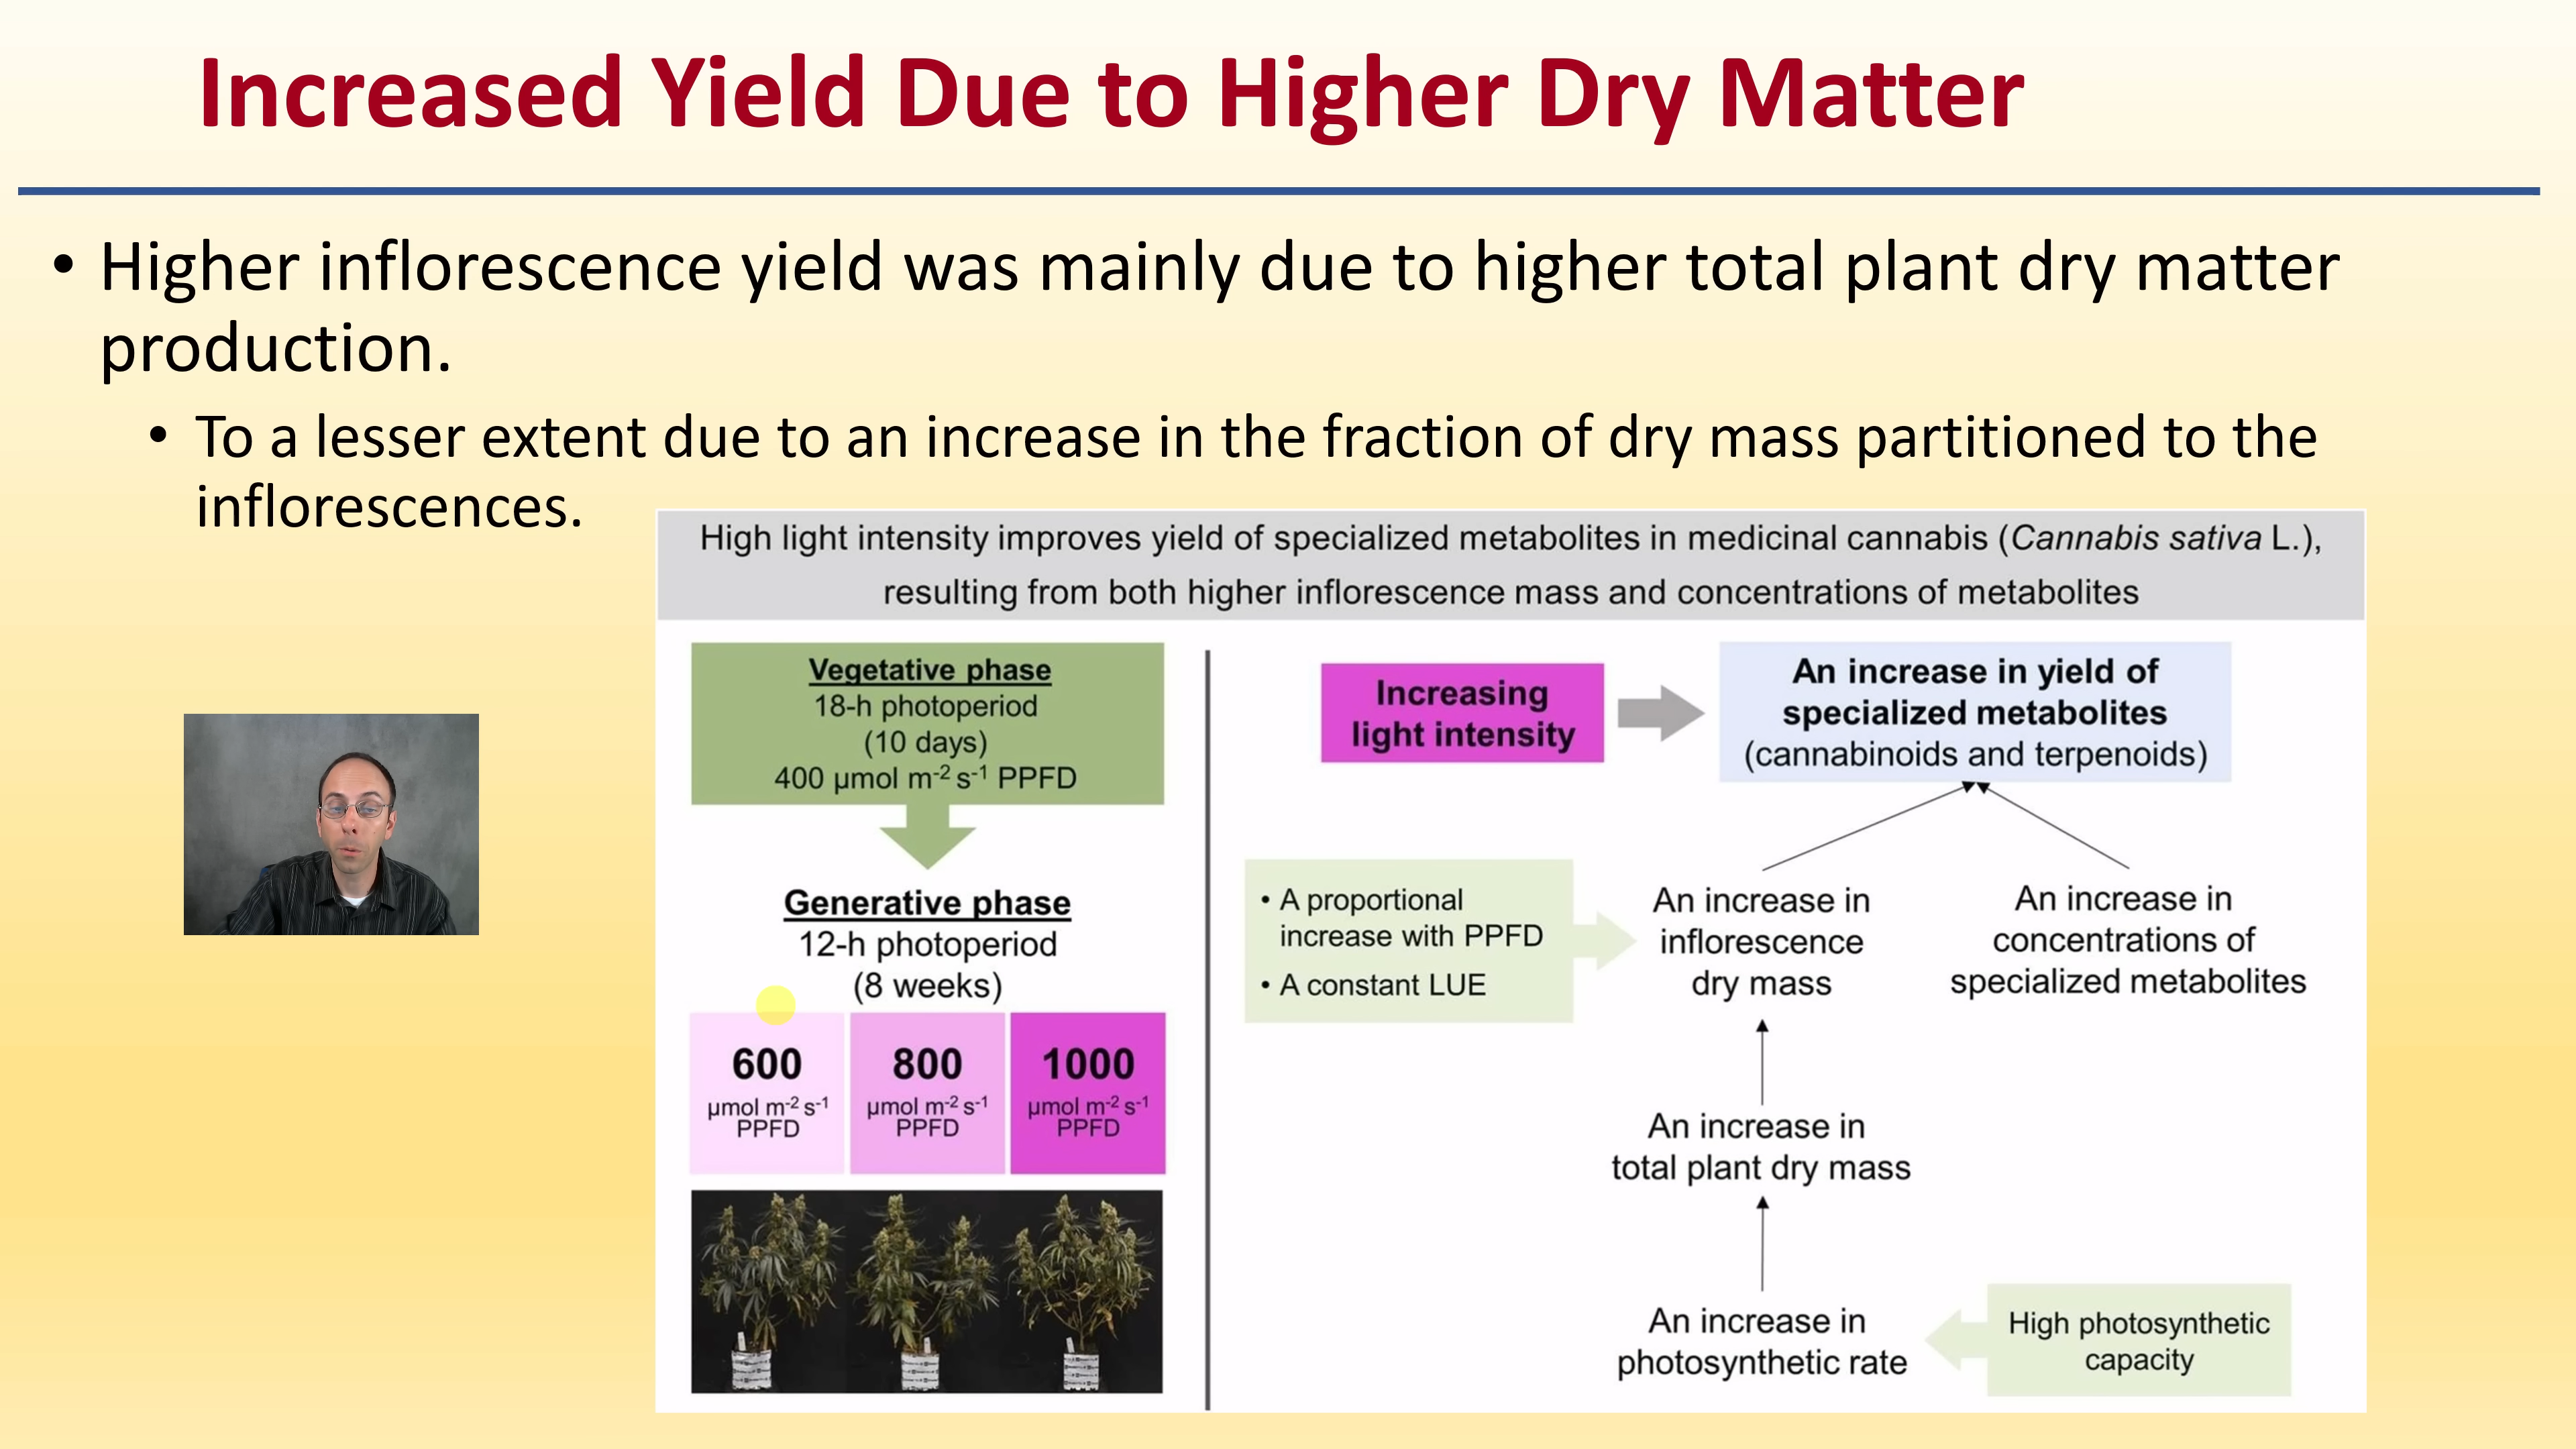 Increased Yield Due to Higher Dry Matter
• Higher inflorescence yield was mainly due to higher total plant dry matter
production.
• To a lesser extent due to an increase in the fraction of dry mass partitioned to the
inflorescences.
High light intensity improves yield of specialized metabolites in medicinal cannabis (Cannabis sativa L.),
resulting from both higher inflorescence mass and concentrations of metabolites
Vegetative phase
18-h photoperiod
(10 days)
400 µmol m⁻² s⁻¹ PPFD
Generative phase
12-h photoperiod
(8 weeks)
600
µmol m⁻² s⁻¹
PPFD
800
µmol m⁻² s⁻¹
PPFD
1000
µmol m⁻² s⁻¹
PPFD
Increasing
light intensity
An increase in yield of
specialized metabolites
(cannabinoids and terpenoids)
• A proportional
increase with PPFD
• A constant LUE
An increase in
inflorescence
dry mass
An increase in
concentrations of
specialized metabolites
An increase in
total plant dry mass
An increase in
photosynthetic rate
High photosynthetic
capacity